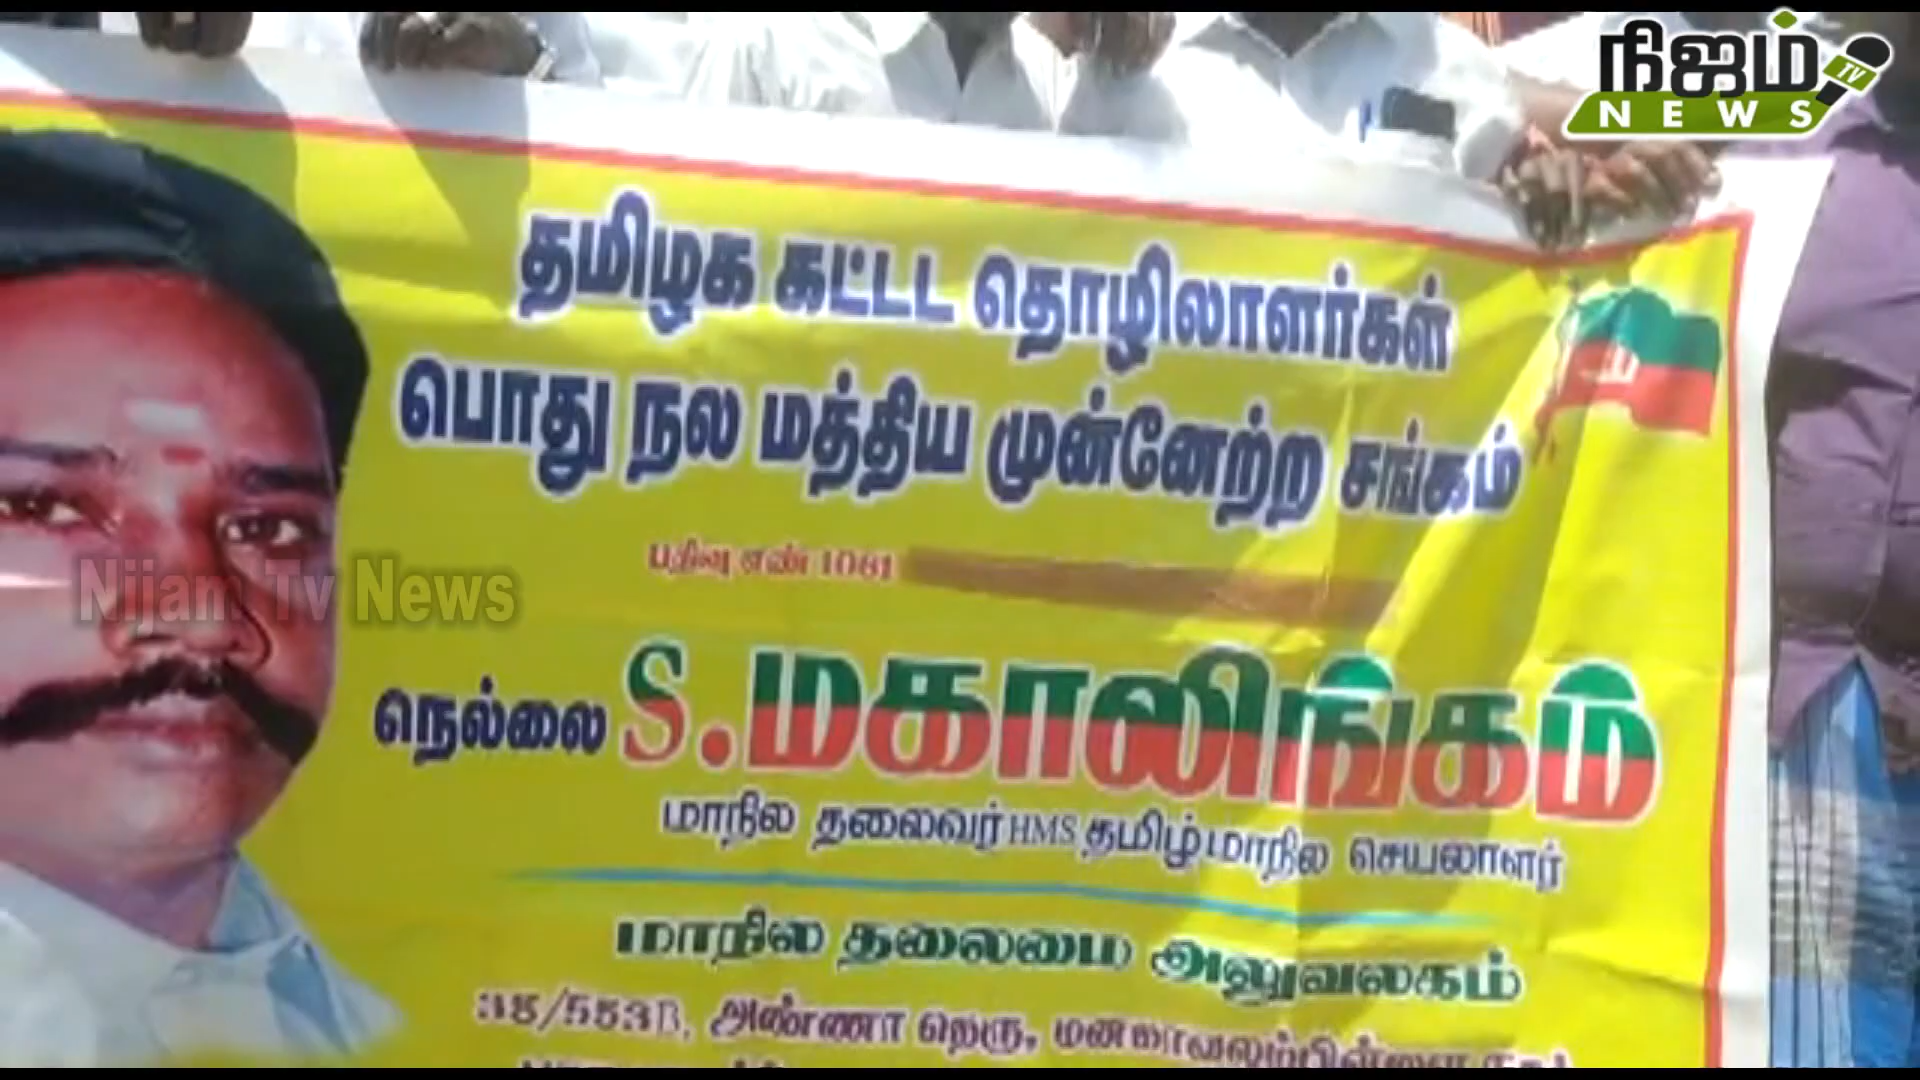 நிஜம்
TV
NEWS
தமிழக கட்டட தொழிலாளர்கள்
பொது நல மத்திய முன்னேற்ற சங்கம்
பதிவு எண் 1061
Nijam Tv News
நெல்லை S.மகாலிங்கம்
மாநில தலைவர் HMS தமிழ் மாநில செயலாளர்
மாநில தலைமை அலுவலகம்
38/553B, அண்ணா தெரு,